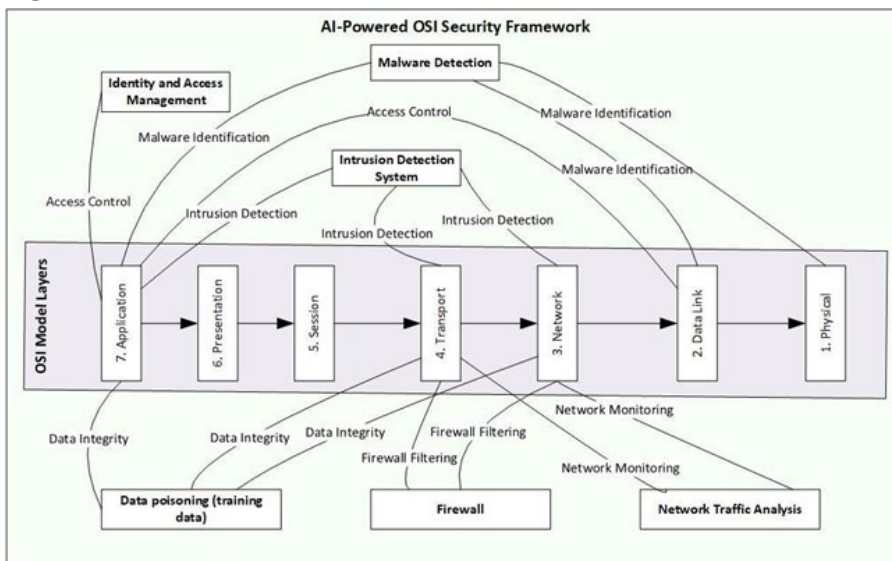 AI-Powered OSI Security Framework
Malware Detection
Identity and Access
Management
Access Control
Malware Identification
Malware Identification
Intrusion Detection
System
Malware Identification
Access Control
Intrusion Detection
Intrusion Detection
Intrusion Detection
OSI Model Layers
7. Application
6. Presentation
5. Session
4. Transport
3. Network
2. Data Link
1. Physical
Network Monitoring
Data Integrity
Data Integrity
Data Integrity
Firewall Filtering
Firewall Filtering
Network Monitoring
Data poisoning (training
data)
Firewall
Network Traffic Analysis